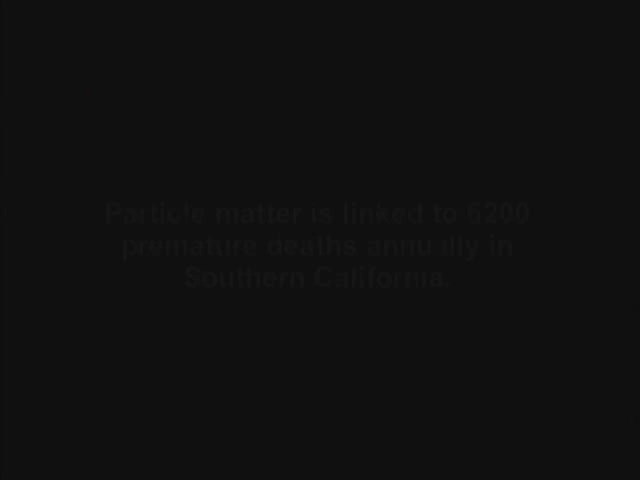 Particle matter is linked to 6200
premature deaths annually in
Southern California.